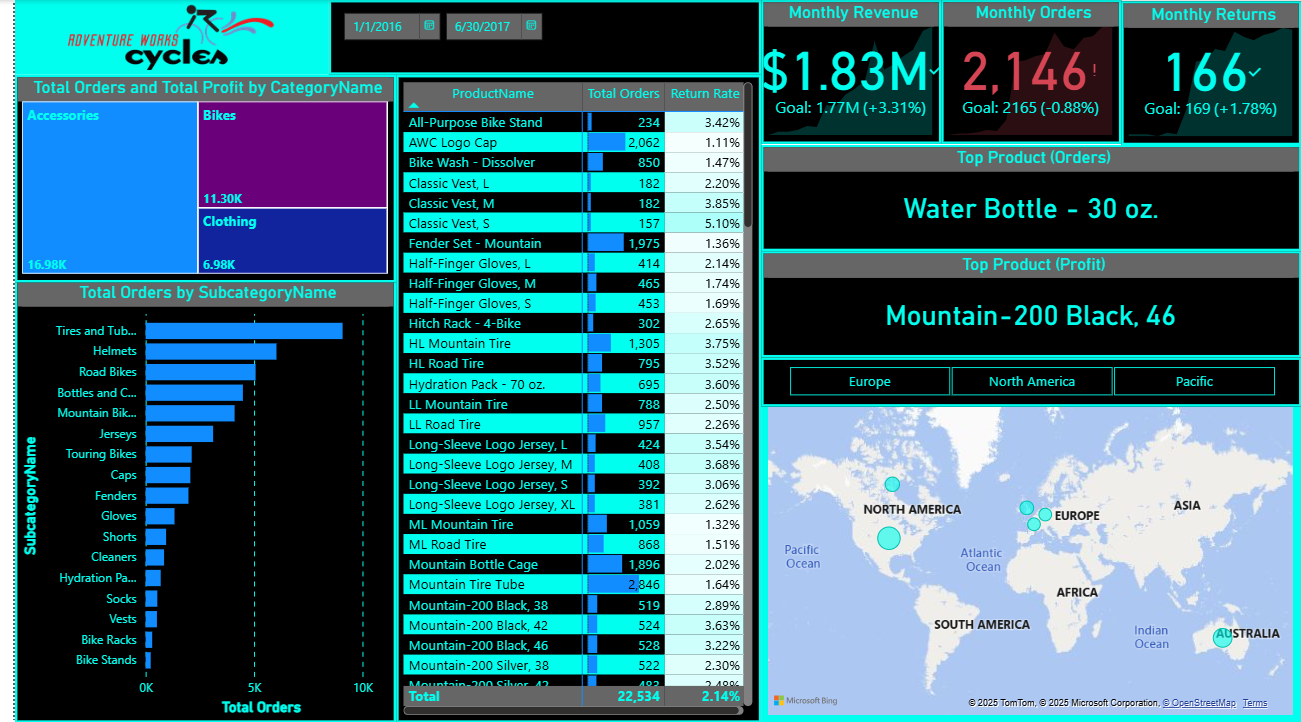 ADVENTURE WORKS
cycles
1/1/2016
6/30/2017
Total Orders and Total Profit by CategoryName
Accessories
16.98K
Bikes
11.30K
Clothing
6.98K
Total Orders by SubcategoryName
SubcategoryName
Tires and Tub...
Helmets
Road Bikes
Bottles and C...
Mountain Bik...
Jerseys
Touring Bikes
Caps
Fenders
Gloves
Shorts
Cleaners
Hydration Pa...
Socks
Vests
Bike Racks
Bike Stands
0K 5K 10K
Total Orders
ProductName Total Orders Return Rate
All-Purpose Bike Stand 234 3.42%
AWC Logo Cap 2,062 1.11%
Bike Wash - Dissolver 850 1.47%
Classic Vest, L 182 2.20%
Classic Vest, M 182 3.85%
Classic Vest, S 157 5.10%
Fender Set - Mountain 1,975 1.36%
Half-Finger Gloves, L 414 2.14%
Half-Finger Gloves, M 465 1.74%
Half-Finger Gloves, S 453 1.69%
Hitch Rack - 4-Bike 302 2.65%
HL Mountain Tire 1,305 3.75%
HL Road Tire 795 3.52%
Hydration Pack - 70 oz. 695 3.60%
LL Mountain Tire 788 2.50%
LL Road Tire 957 2.26%
Long-Sleeve Logo Jersey, L 424 3.54%
Long-Sleeve Logo Jersey, M 408 3.68%
Long-Sleeve Logo Jersey, S 392 3.06%
Long-Sleeve Logo Jersey, XL 381 2.62%
ML Mountain Tire 1,059 1.32%
ML Road Tire 868 1.51%
Mountain Bottle Cage 1,896 2.02%
Mountain Tire Tube 2,846 1.64%
Mountain-200 Black, 38 519 2.89%
Mountain-200 Black, 42 524 3.63%
Mountain-200 Black, 46 528 3.22%
Mountain-200 Silver, 38 522 2.30%
Mountain-200 Silver, 42 483 2.48%
Total 22,534 2.14%
Monthly Revenue
$1.83M
Goal: 1.77M (+3.31%)
Monthly Orders
2,146!
Goal: 2165 (-0.88%)
Monthly Returns
166
Goal: 169 (+1.78%)
Top Product (Orders)
Water Bottle - 30 oz.
Top Product (Profit)
Mountain-200 Black, 46
Europe
North America
Pacific
NORTH AMERICA
EUROPE
ASIA
Pacific
Ocean
Atlantic
Ocean
AFRICA
SOUTH AMERICA
Indian
Ocean
AUSTRALIA
Microsoft Bing
© 2025 TomTom, © 2025 Microsoft Corporation, © OpenStreetMap Terms